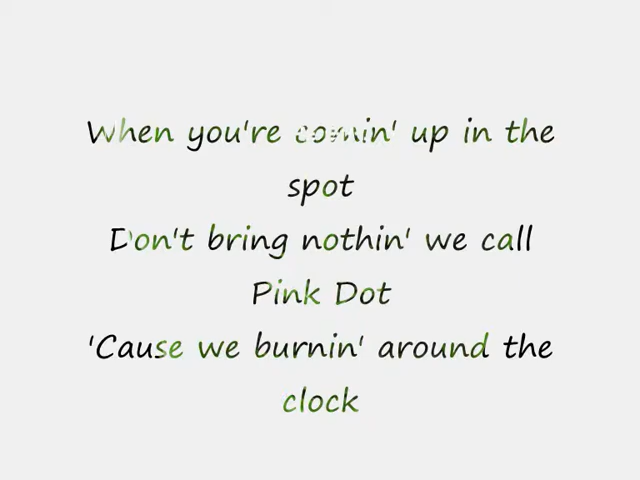 When you're comin' up in the
spot
Don't bring nothin' we call
Pink Dot
'Cause we burnin' around the
clock